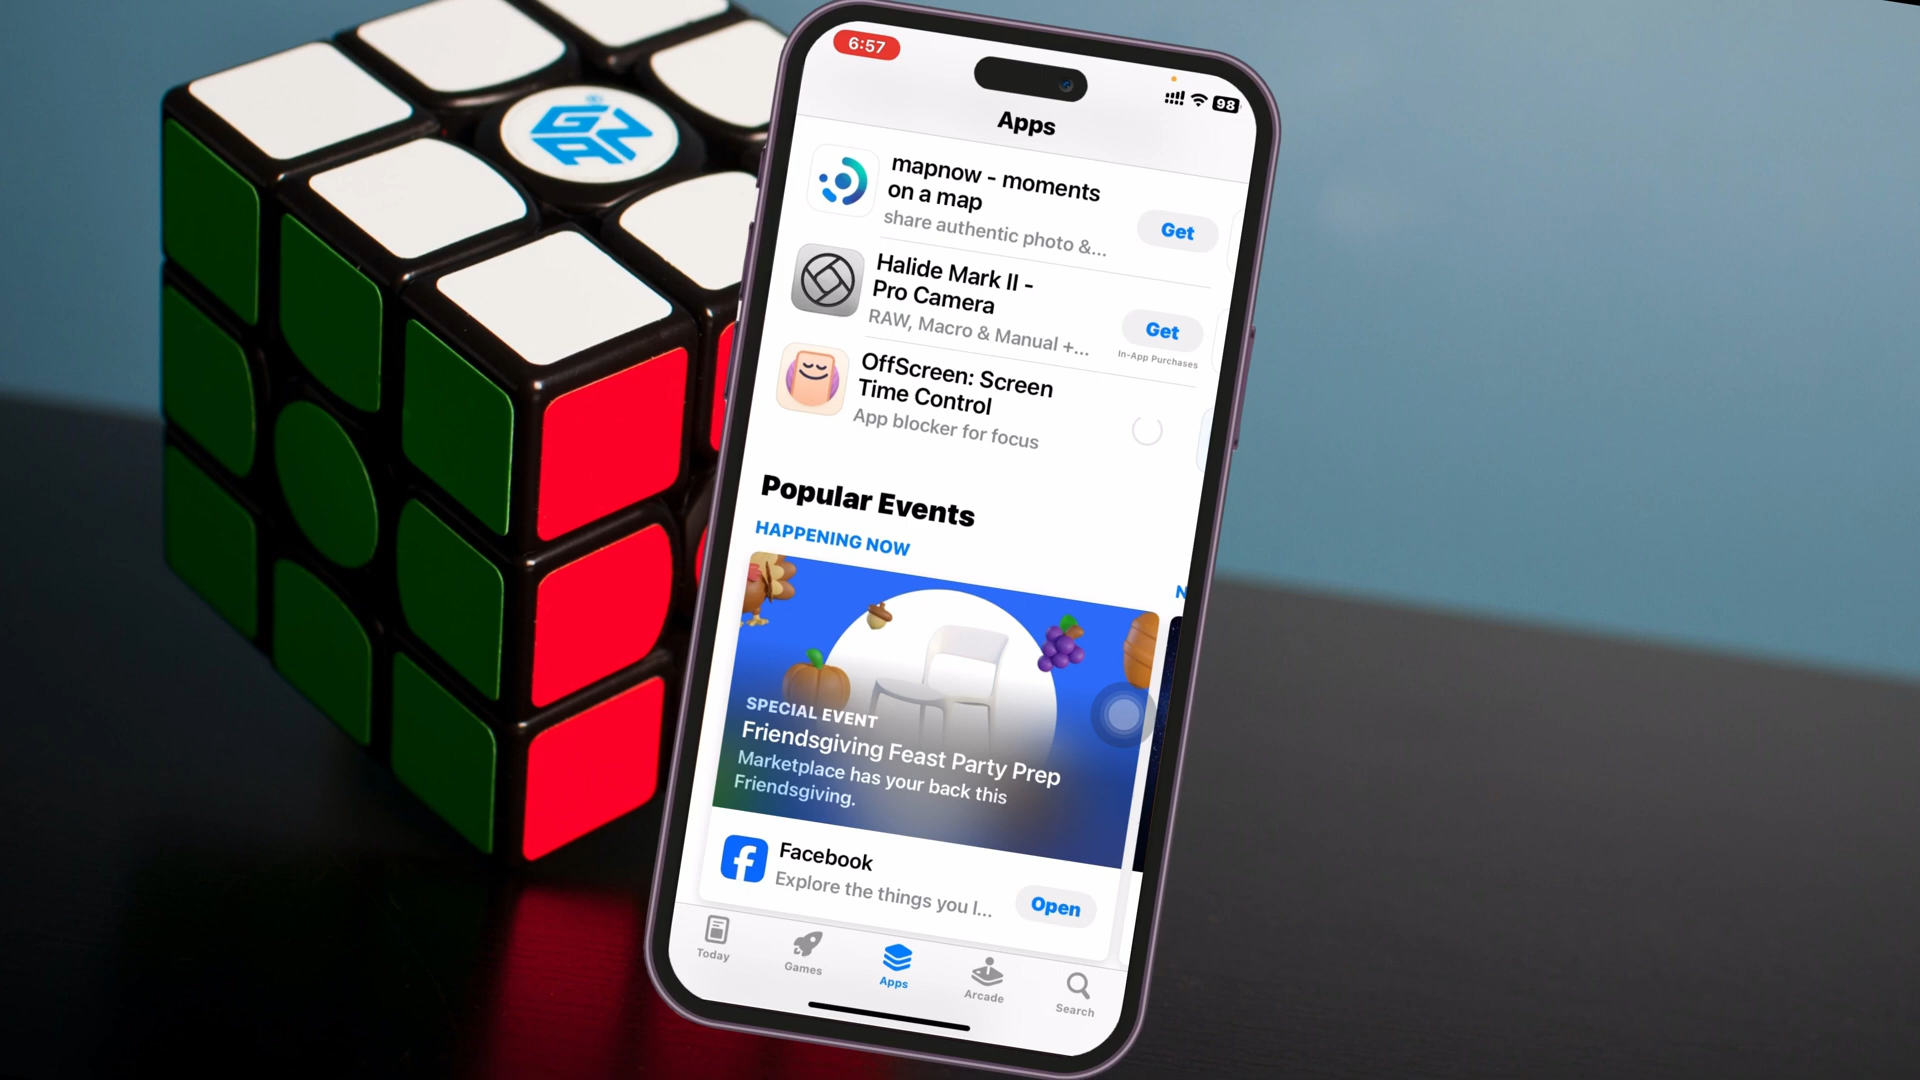 GAN
6:57
98
Apps
mapnow - moments
on a map
share authentic photo &...
Get
Halide Mark II -
Pro Camera
RAW, Macro & Manual +...
Get
In-App Purchases
OffScreen: Screen
Time Control
App blocker for focus
Popular Events
HAPPENING NOW
N
SPECIAL EVENT
Friendsgiving Feast Party Prep
Marketplace has your back this
Friendsgiving.
Facebook
Explore the things you l...
Open
Today
Games
Apps
Arcade
Search